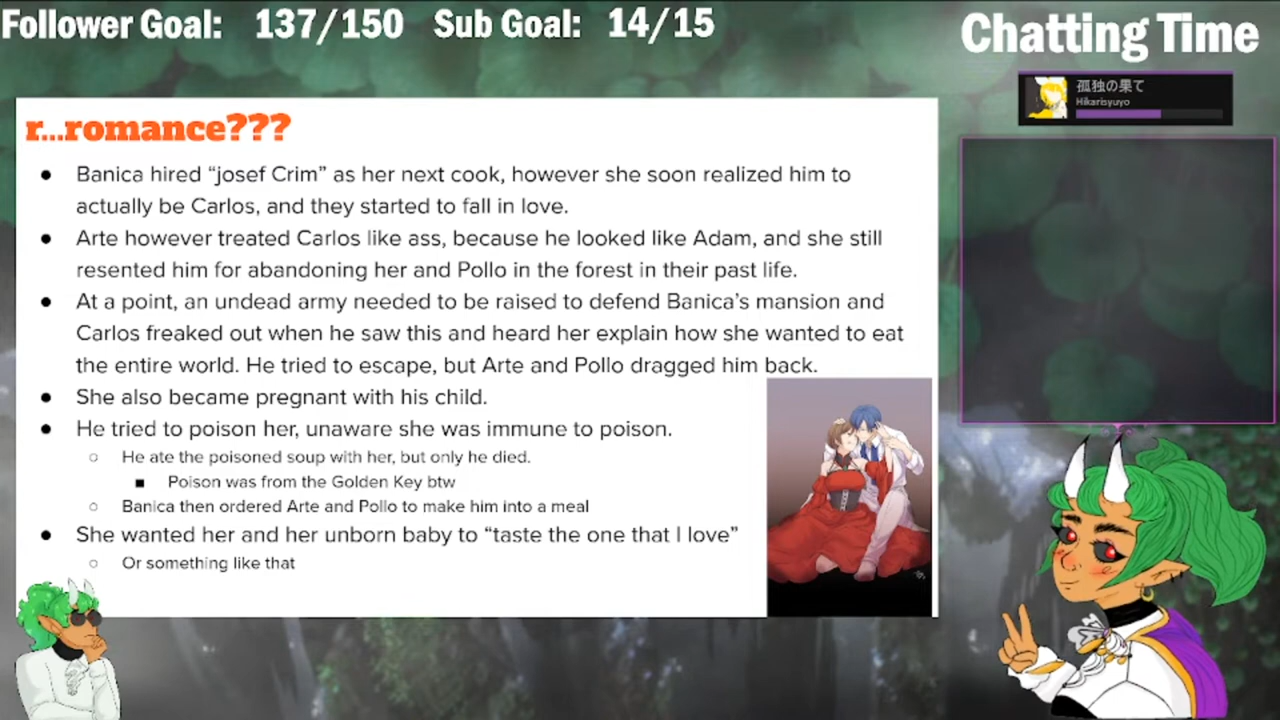 Follower Goal: 137/150 Sub Goal: 14/15
Chatting Time
孤独の果て
Hikarisyuyo
r...romance???
● Banica hired “josef Crim” as her next cook, however she soon realized him to
actually be Carlos, and they started to fall in love.
● Arte however treated Carlos like ass, because he looked like Adam, and she still
resented him for abandoning her and Pollo in the forest in their past life.
● At a point, an undead army needed to be raised to defend Banica’s mansion and
Carlos freaked out when he saw this and heard her explain how she wanted to eat
the entire world. He tried to escape, but Arte and Pollo dragged him back.
● She also became pregnant with his child.
● He tried to poison her, unaware she was immune to poison.
○ He ate the poisoned soup with her, but only he died.
■ Poison was from the Golden Key btw
○ Banica then ordered Arte and Pollo to make him into a meal
● She wanted her and her unborn baby to “taste the one that I love”
○ Or something like that